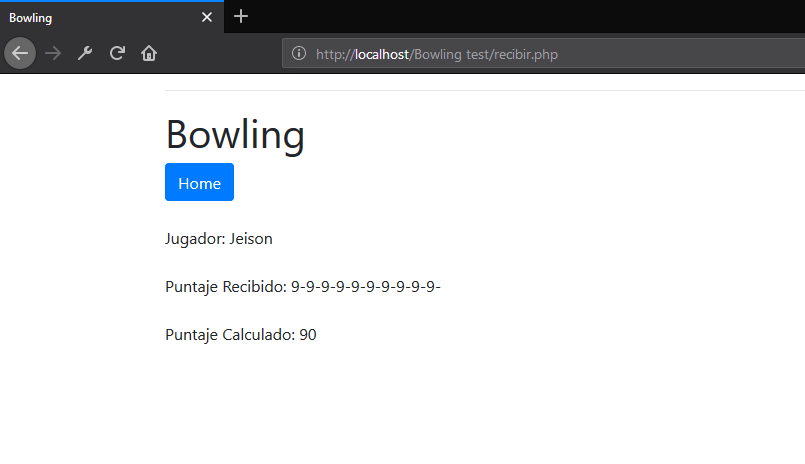 Bowling
http://localhost/Bowling test/recibir.php
Bowling
Home
Jugador: Jeison
Puntaje Recibido: 9-9-9-9-9-9-9-9-9-9-
Puntaje Calculado: 90